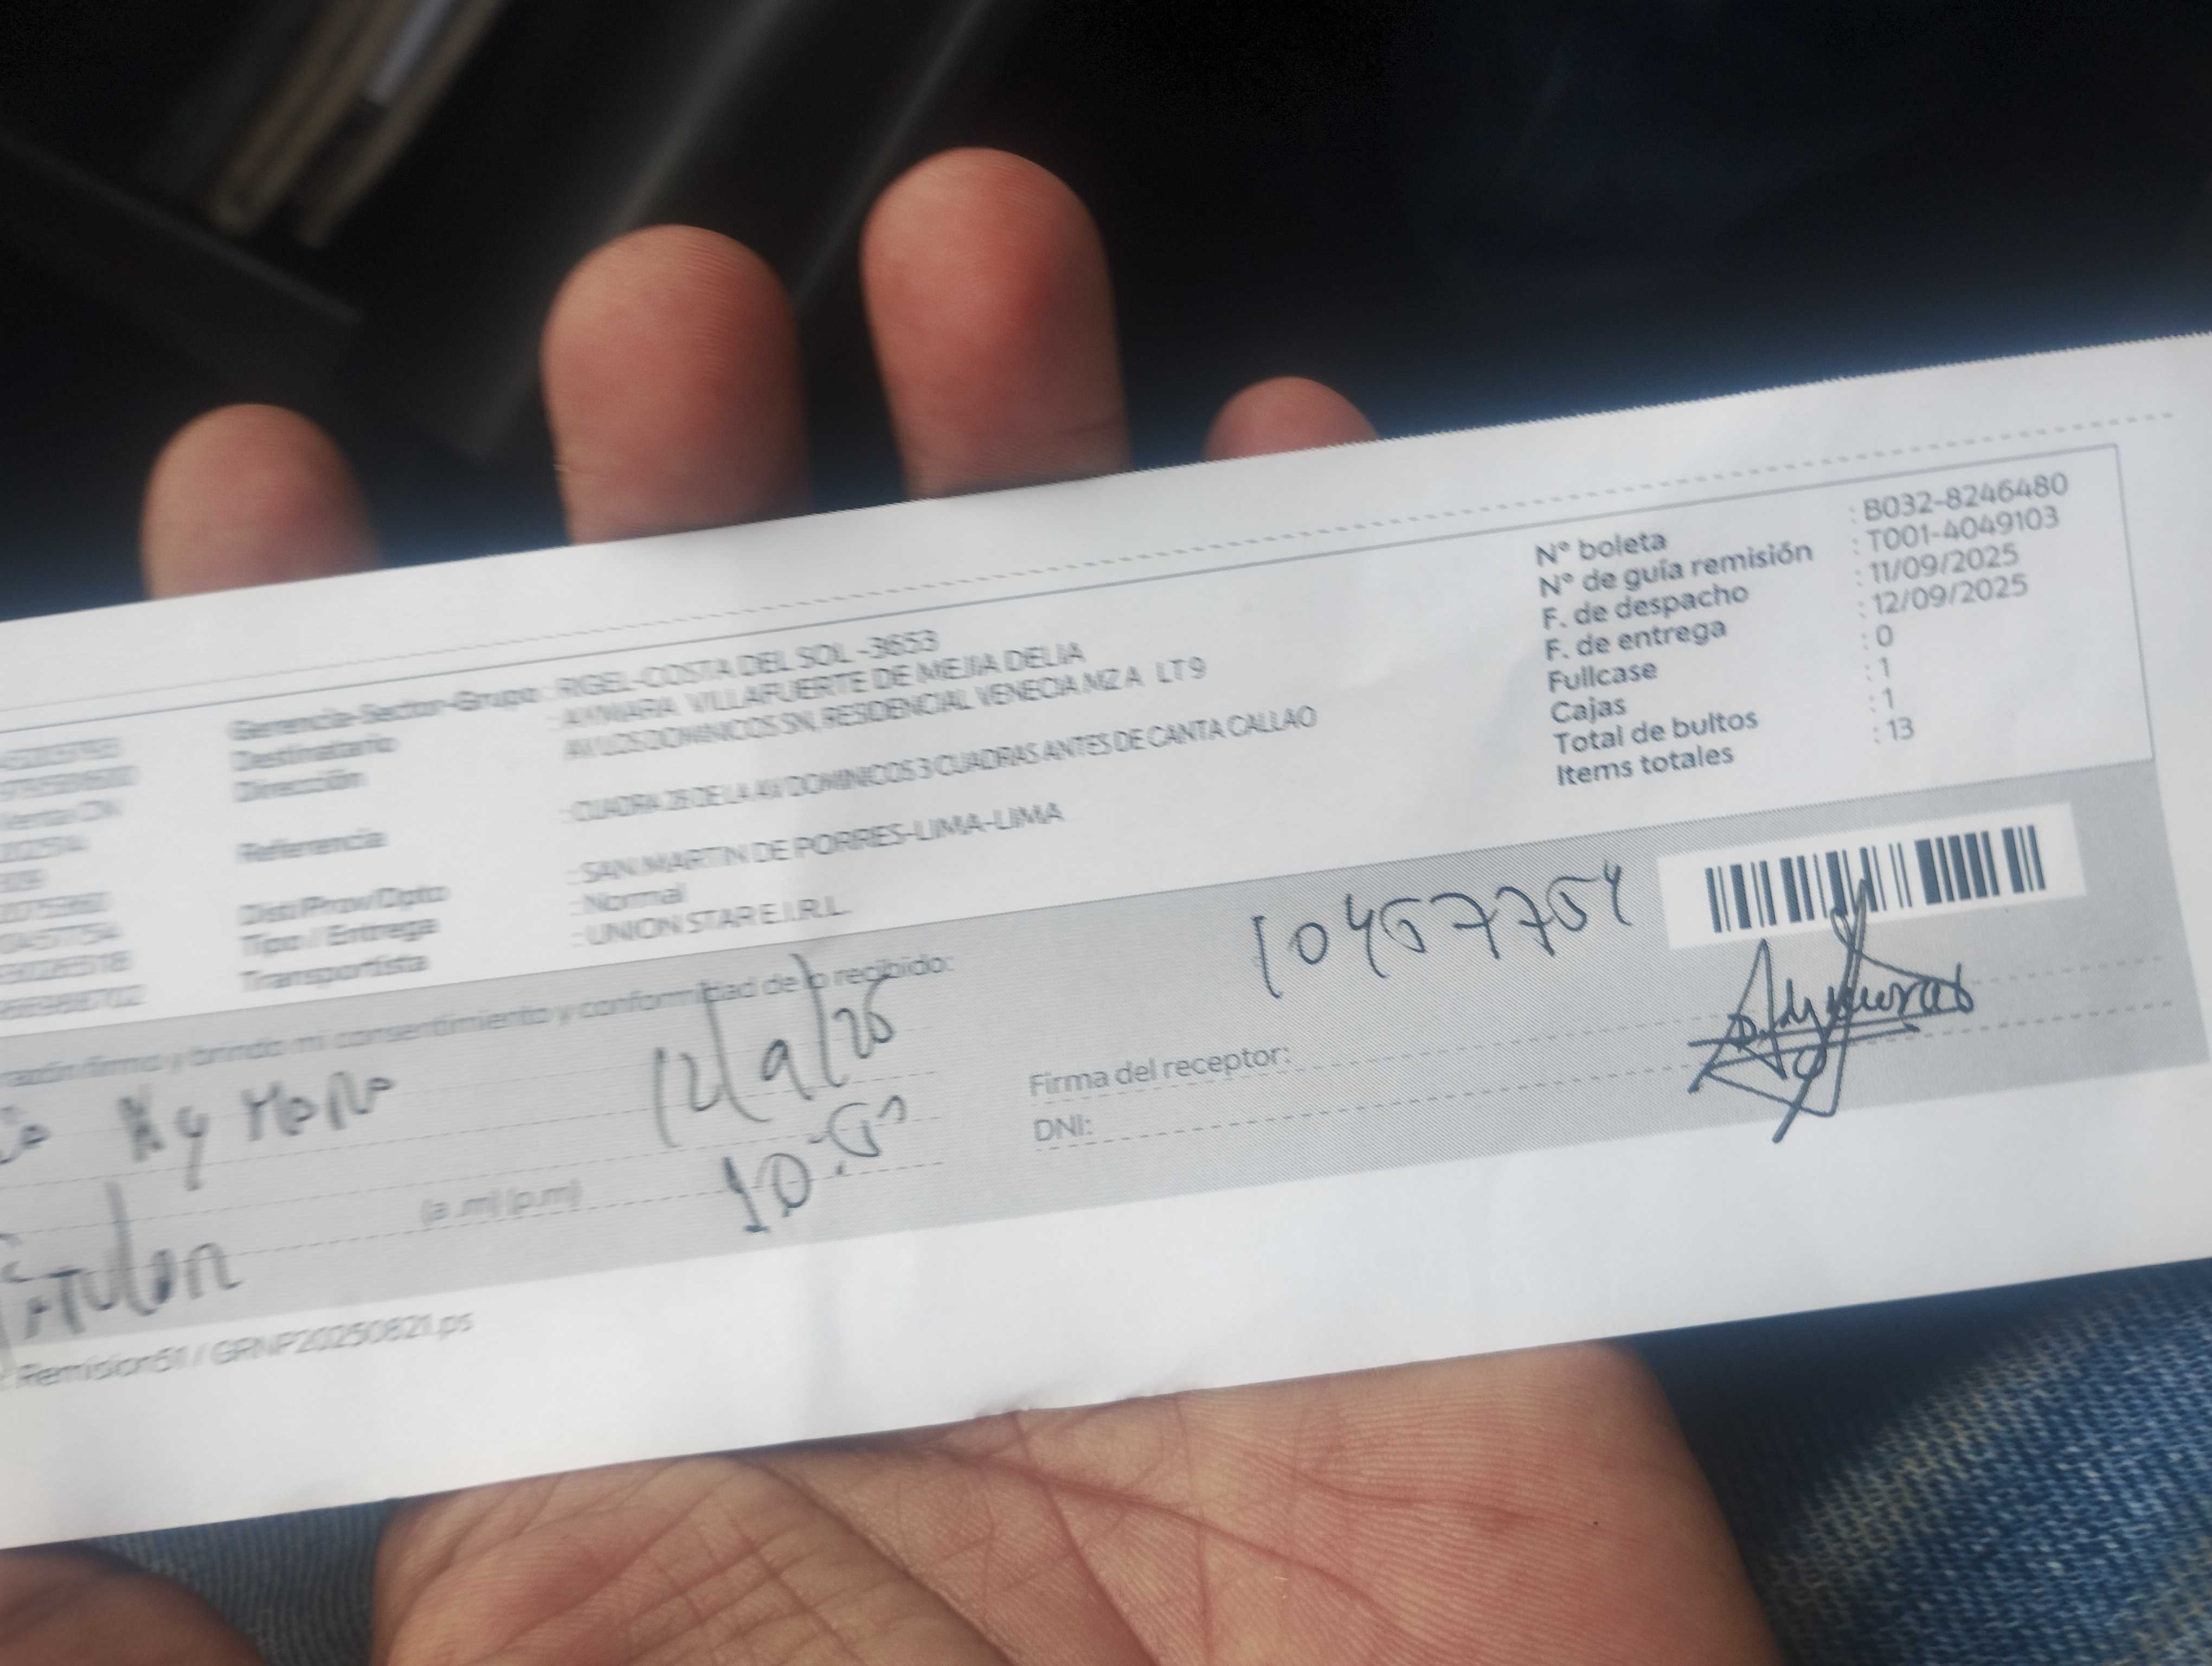 Gerencia-Sector-Grupo : RIGEL-COSTA DEL SOL -3653
Destinatario : AYMARA VILLAFUERTE DE MEJIA DELIA
Dirección AV LOS DOMINICOS SN, RESIDENCIAL VENECIA MZ A LT 9
Referencia : CUADRA 28 DE LA AV DOMINICOS 3 CUADRAS ANTES DE CANTA CALLAO
Dist/Prov/Dpto : SAN MARTIN DE PORRES-LIMA-LIMA
Tipo / Entrega : Normal
Transportista : UNION STAR E.I.R.L.
N° boleta : B032-8246480
N° de guía remisión : T001-4049103
F. de despacho : 11/09/2025
F. de entrega : 12/09/2025
Fullcase : 0
Cajas : 1
Total de bultos : 1
Items totales : 13
razón firmo y brindo mi consentimiento y conformidad de lo recibido:
12/9/25
(a.m) (p.m)
10457754
Firma del receptor:
DNI:
: Remision51 / GRNP20250821.ps